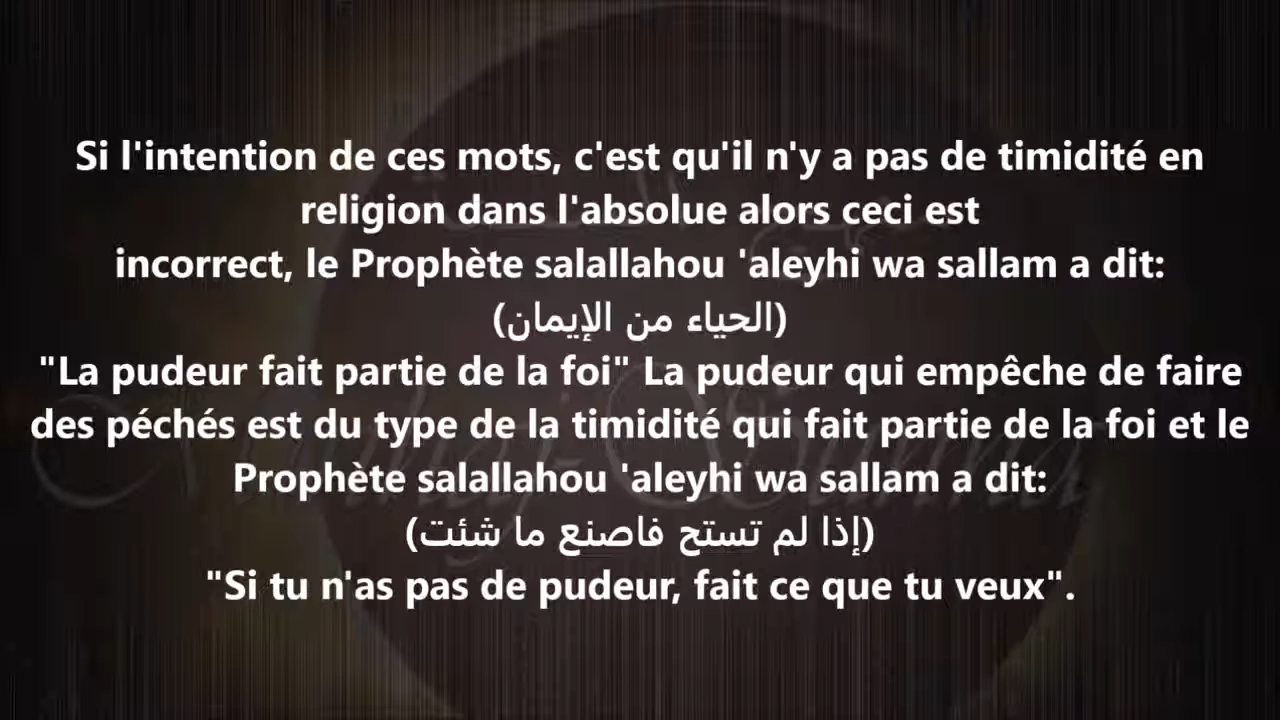 Si l'intention de ces mots, c'est qu'il n'y a pas de timidité en
religion dans l'absolue alors ceci est
incorrect, le Prophète salallahou 'aleyhi wa sallam a dit:
(الحياء من الإيمان)
"La pudeur fait partie de la foi" La pudeur qui empêche de faire
des péchés est du type de la timidité qui fait partie de la foi et le
Prophète salallahou 'aleyhi wa sallam a dit:
(إذا لم تستح فاصنع ما شئت)
"Si tu n'as pas de pudeur, fait ce que tu veux".